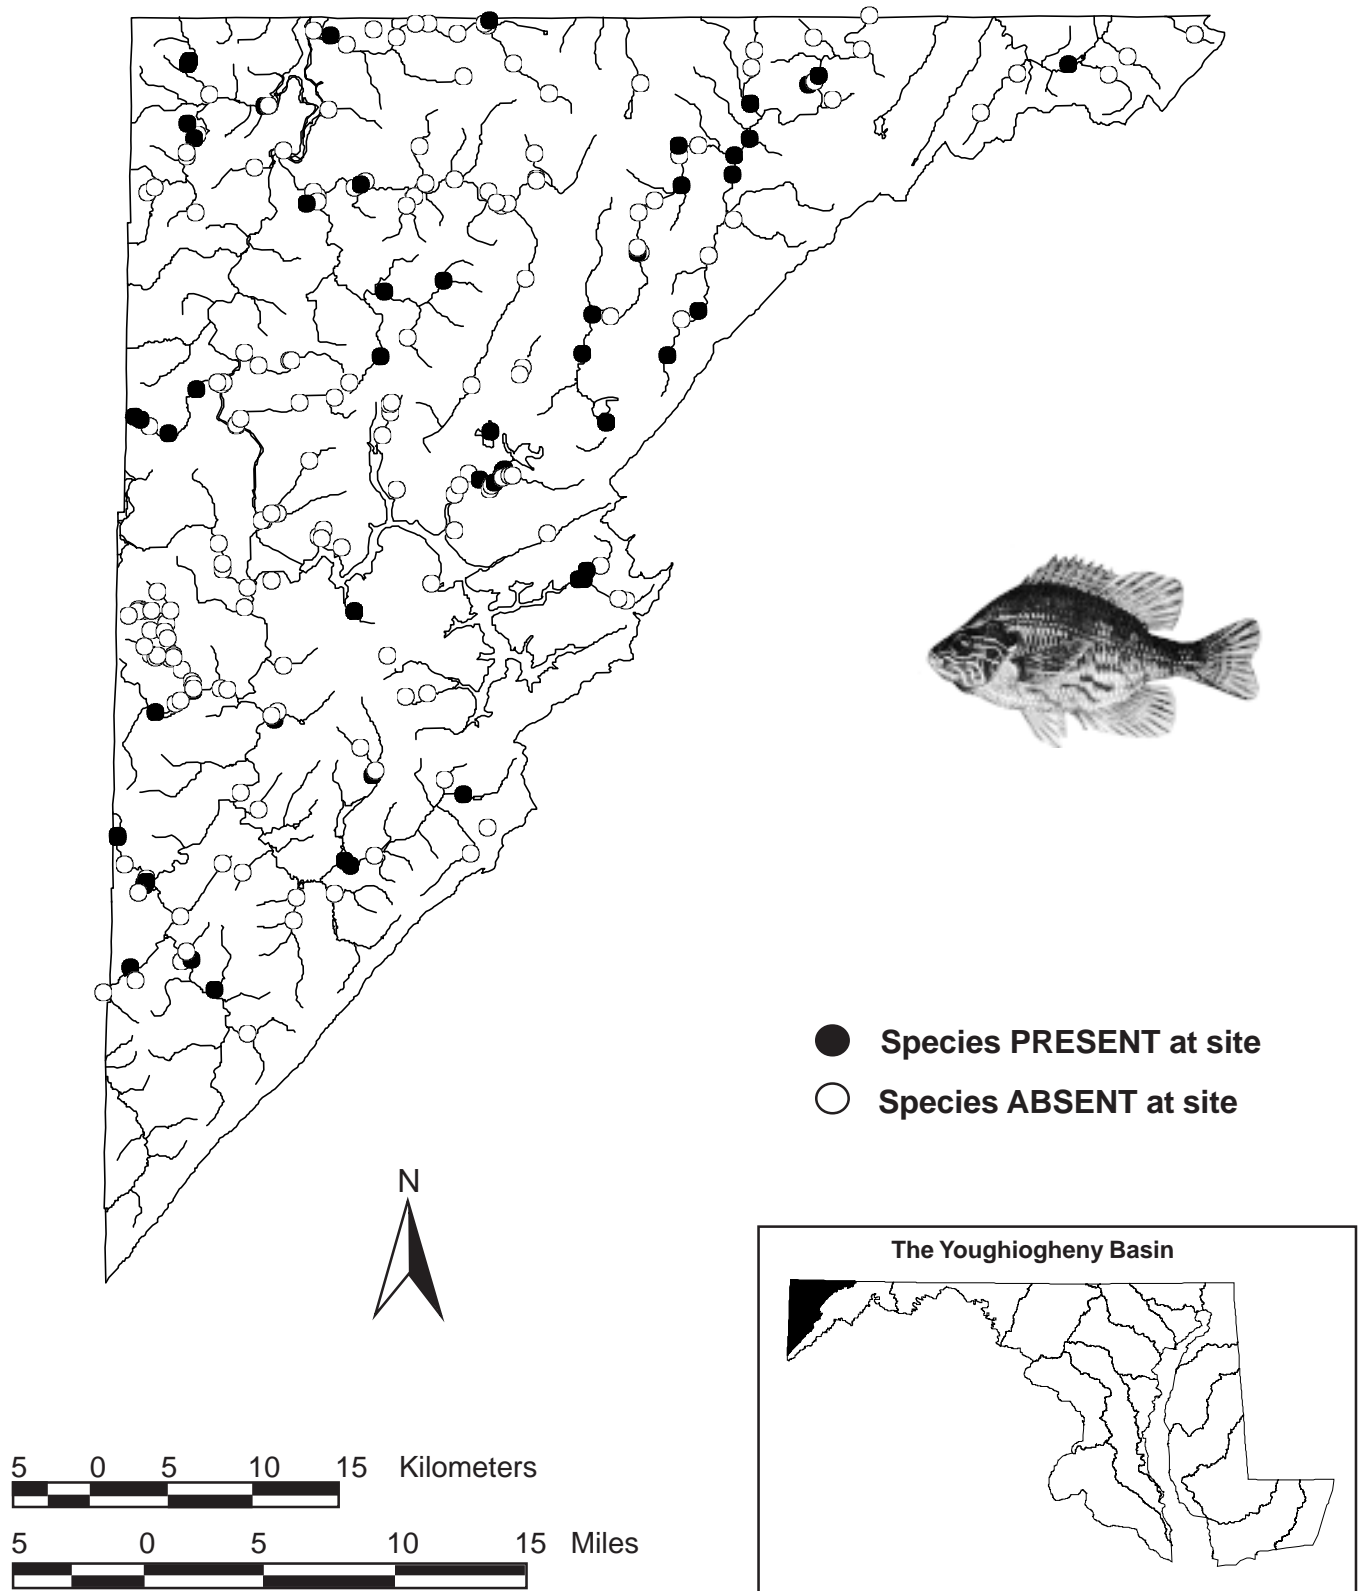 Species PRESENT at site
Species ABSENT at site
N
The Youghiogheny Basin
5 0 5 10 15 Kilometers
5 0 5 10 15 Miles